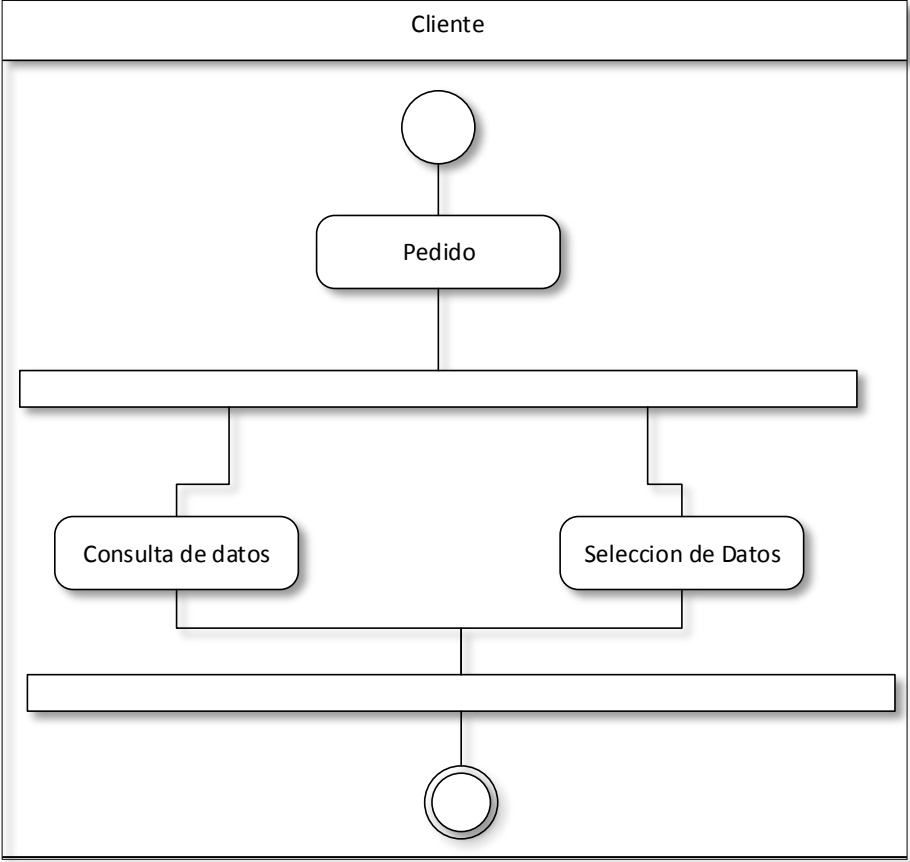 Cliente
Pedido
Consulta de datos
Seleccion de Datos